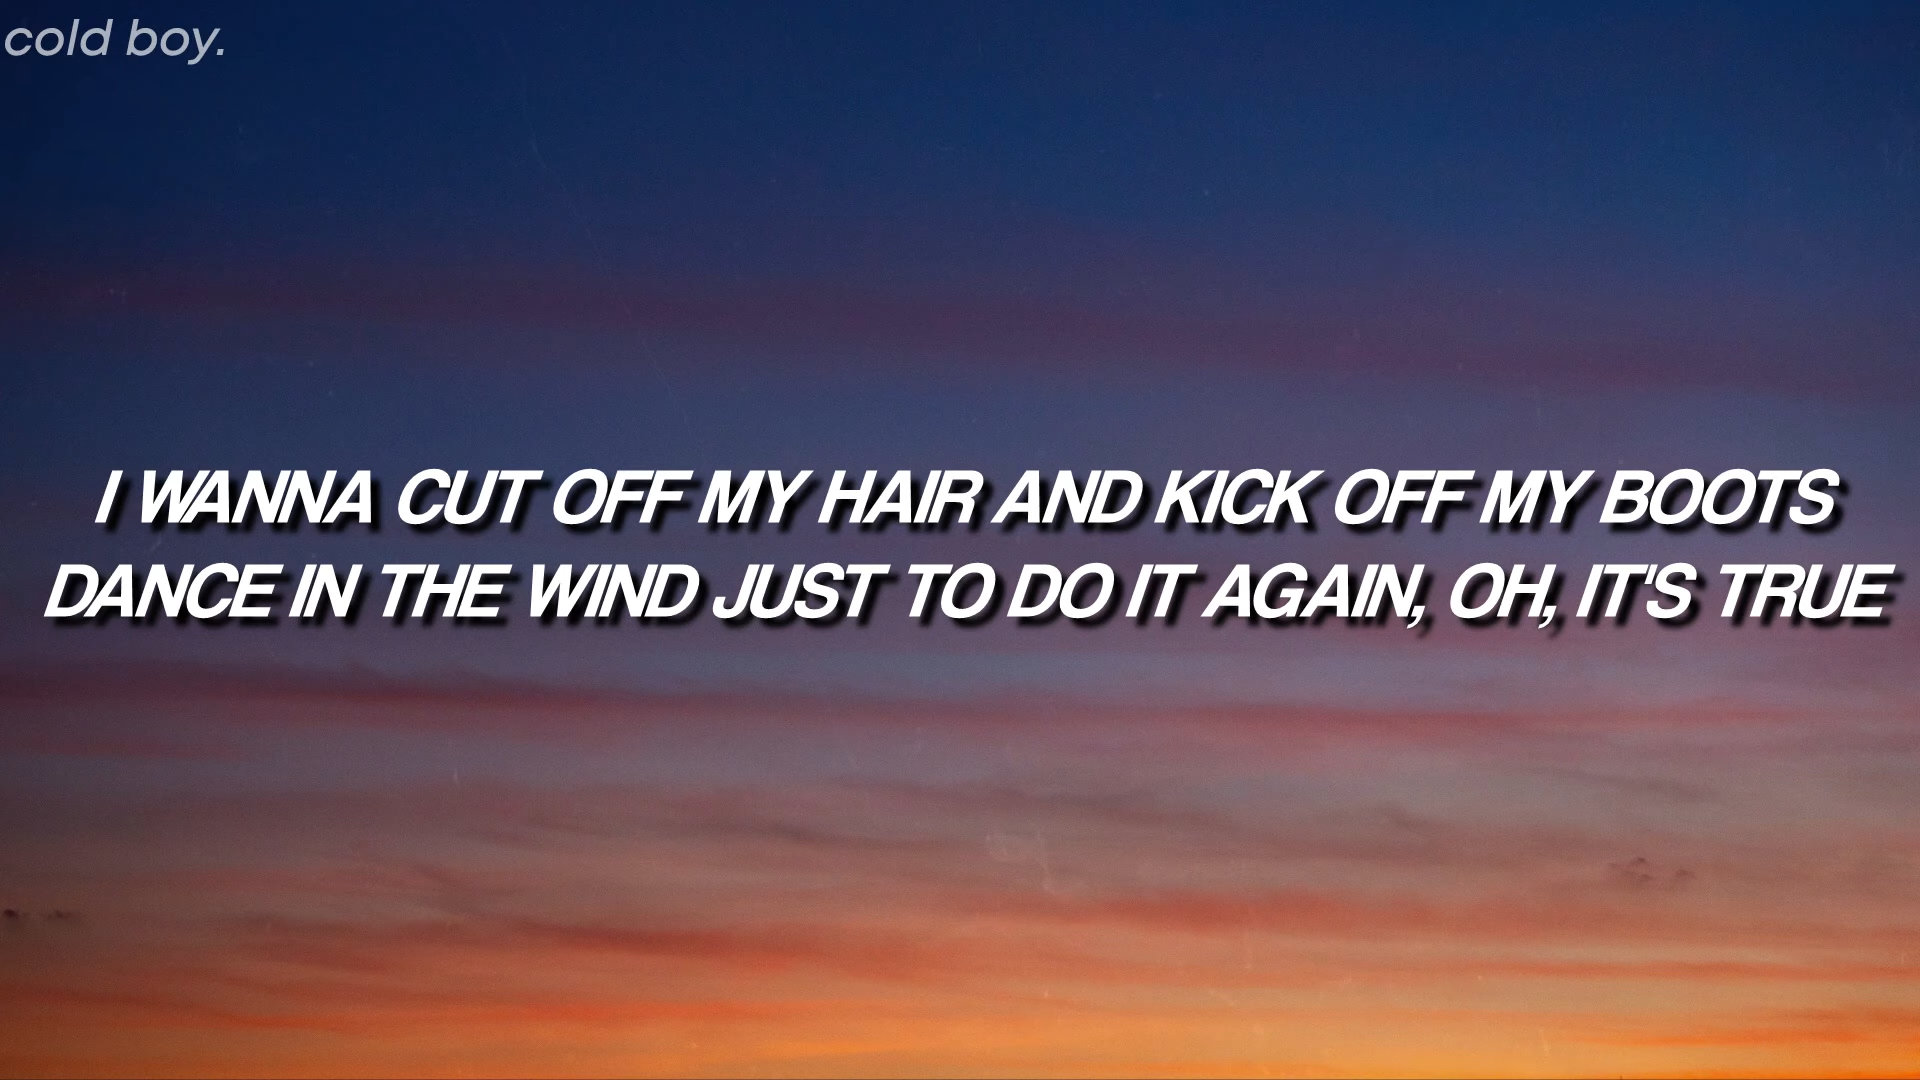 cold boy.
I WANNA CUT OFF MY HAIR AND KICK OFF MY BOOTS
DANCE IN THE WIND JUST TO DO IT AGAIN, OH, IT'S TRUE